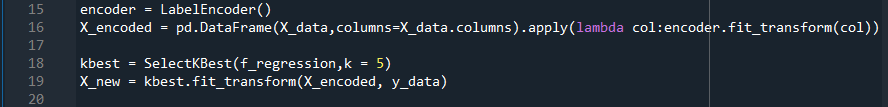 15 encoder = LabelEncoder()
16 X_encoded = pd.DataFrame(X_data,columns=X_data.columns).apply(lambda col:encoder.fit_transform(col))
17
18 kbest = SelectKBest(f_regression,k = 5)
19 X_new = kbest.fit_transform(X_encoded, y_data)
20